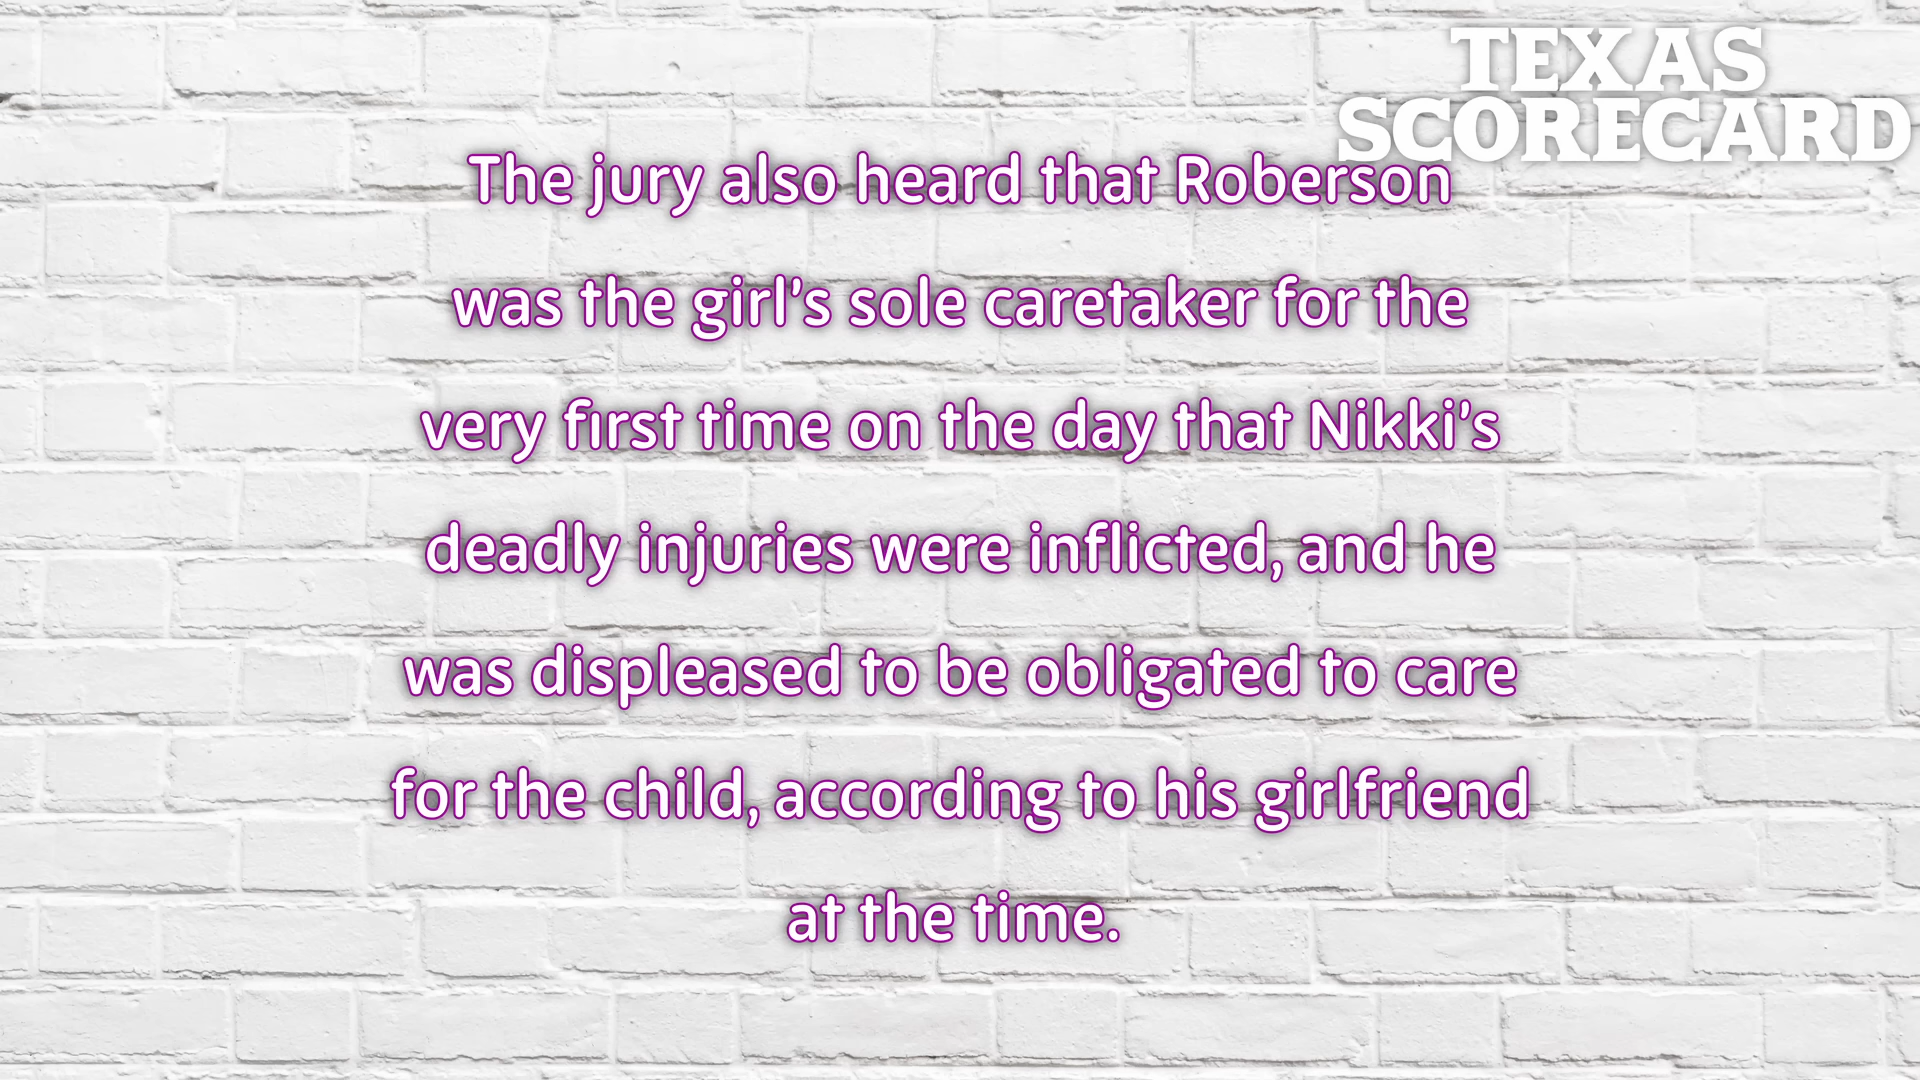 TEXAS
SCORECARD
The jury also heard that Roberson
was the girl’s sole caretaker for the
very first time on the day that Nikki’s
deadly injuries were inflicted, and he
was displeased to be obligated to care
for the child, according to his girlfriend
at the time.